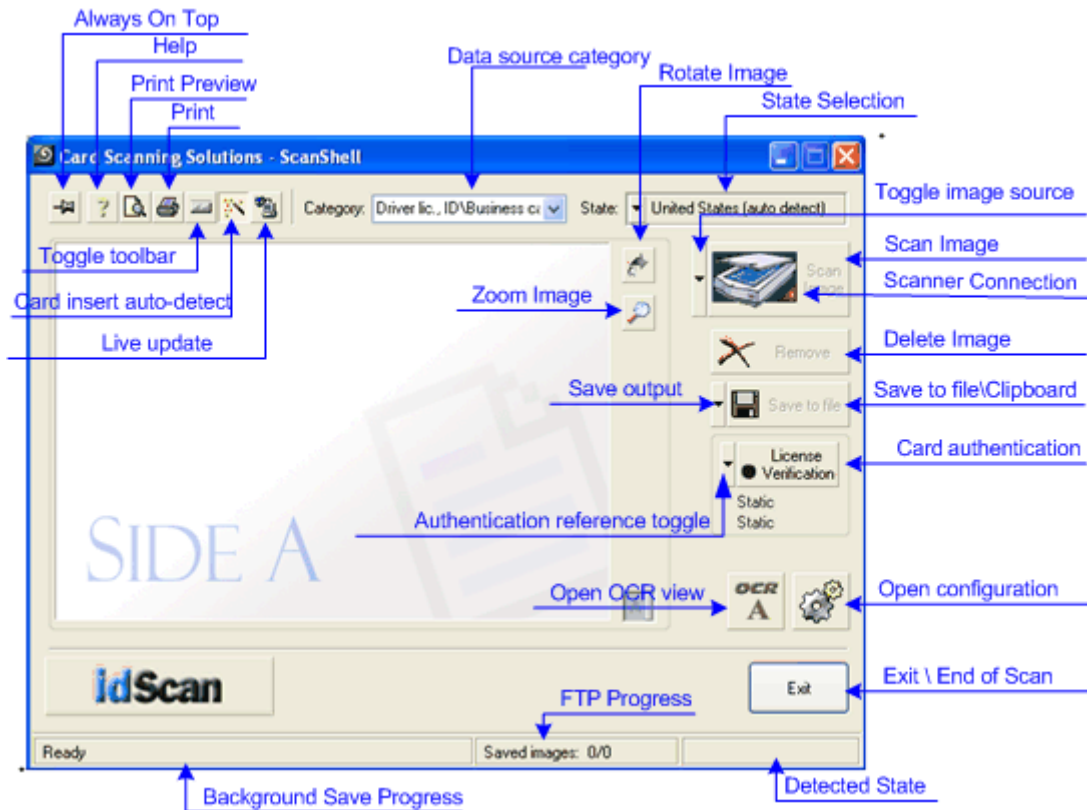 Always On Top
Help
Data source category
Rotate Image
Print Preview
State Selection
Print
Card Scanning Solutions - ScanShell
Toggle image source
Category: Driver lic., ID\Business ca State: United States (auto detect)
Toggle toolbar
Scan Image
Scan
Image
Scanner Connection
Card insert auto-detect
Zoom Image
Live update
Remove
Delete Image
Save output
Save to file
Save to file\Clipboard
License
Verification
Card authentication
Static
Static
Authentication reference toggle
SIDE A
Open OCR view
OCR
A
Open configuration
idScan
Exit
Exit \ End of Scan
FTP Progress
Ready
Saved images: 0/0
Background Save Progress
Detected State